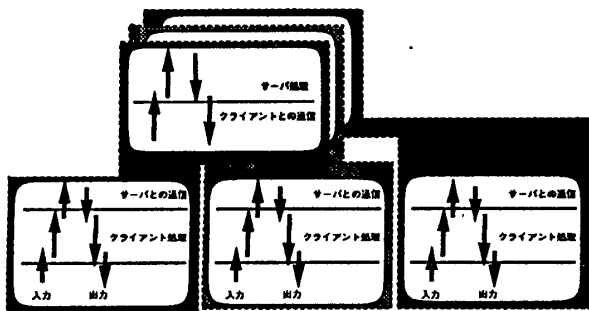 サーバ処理
クライアントとの通信
サーバとの通信
クライアント処理
入力
出力
サーバとの通信
クライアント処理
入力
出力
サーバとの通信
クライアント処理
入力
出力